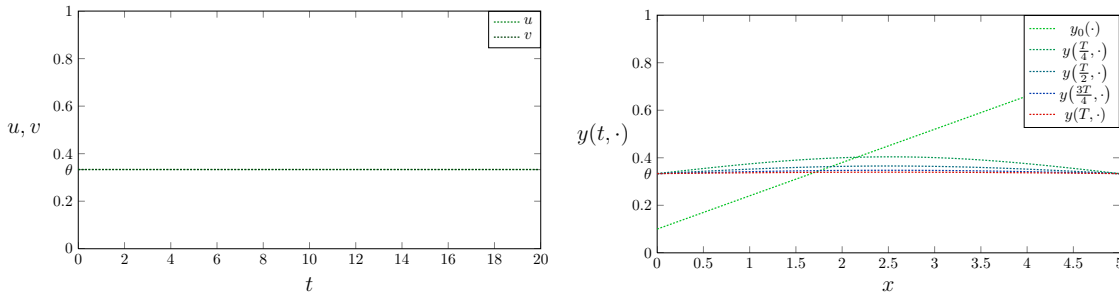 1
0.8
0.6
0.4
θ
0.2
0
u, v
0 2 4 6 8 10 12 14 16 18 20
t
u
v
1
0.8
0.6
0.4
θ
0.2
0
y(t, ·)
0 0.5 1 1.5 2 2.5 3 3.5 4 4.5 5
x
y₀(·)
y(T/4, ·)
y(T/2, ·)
y(3T/4, ·)
y(T, ·)